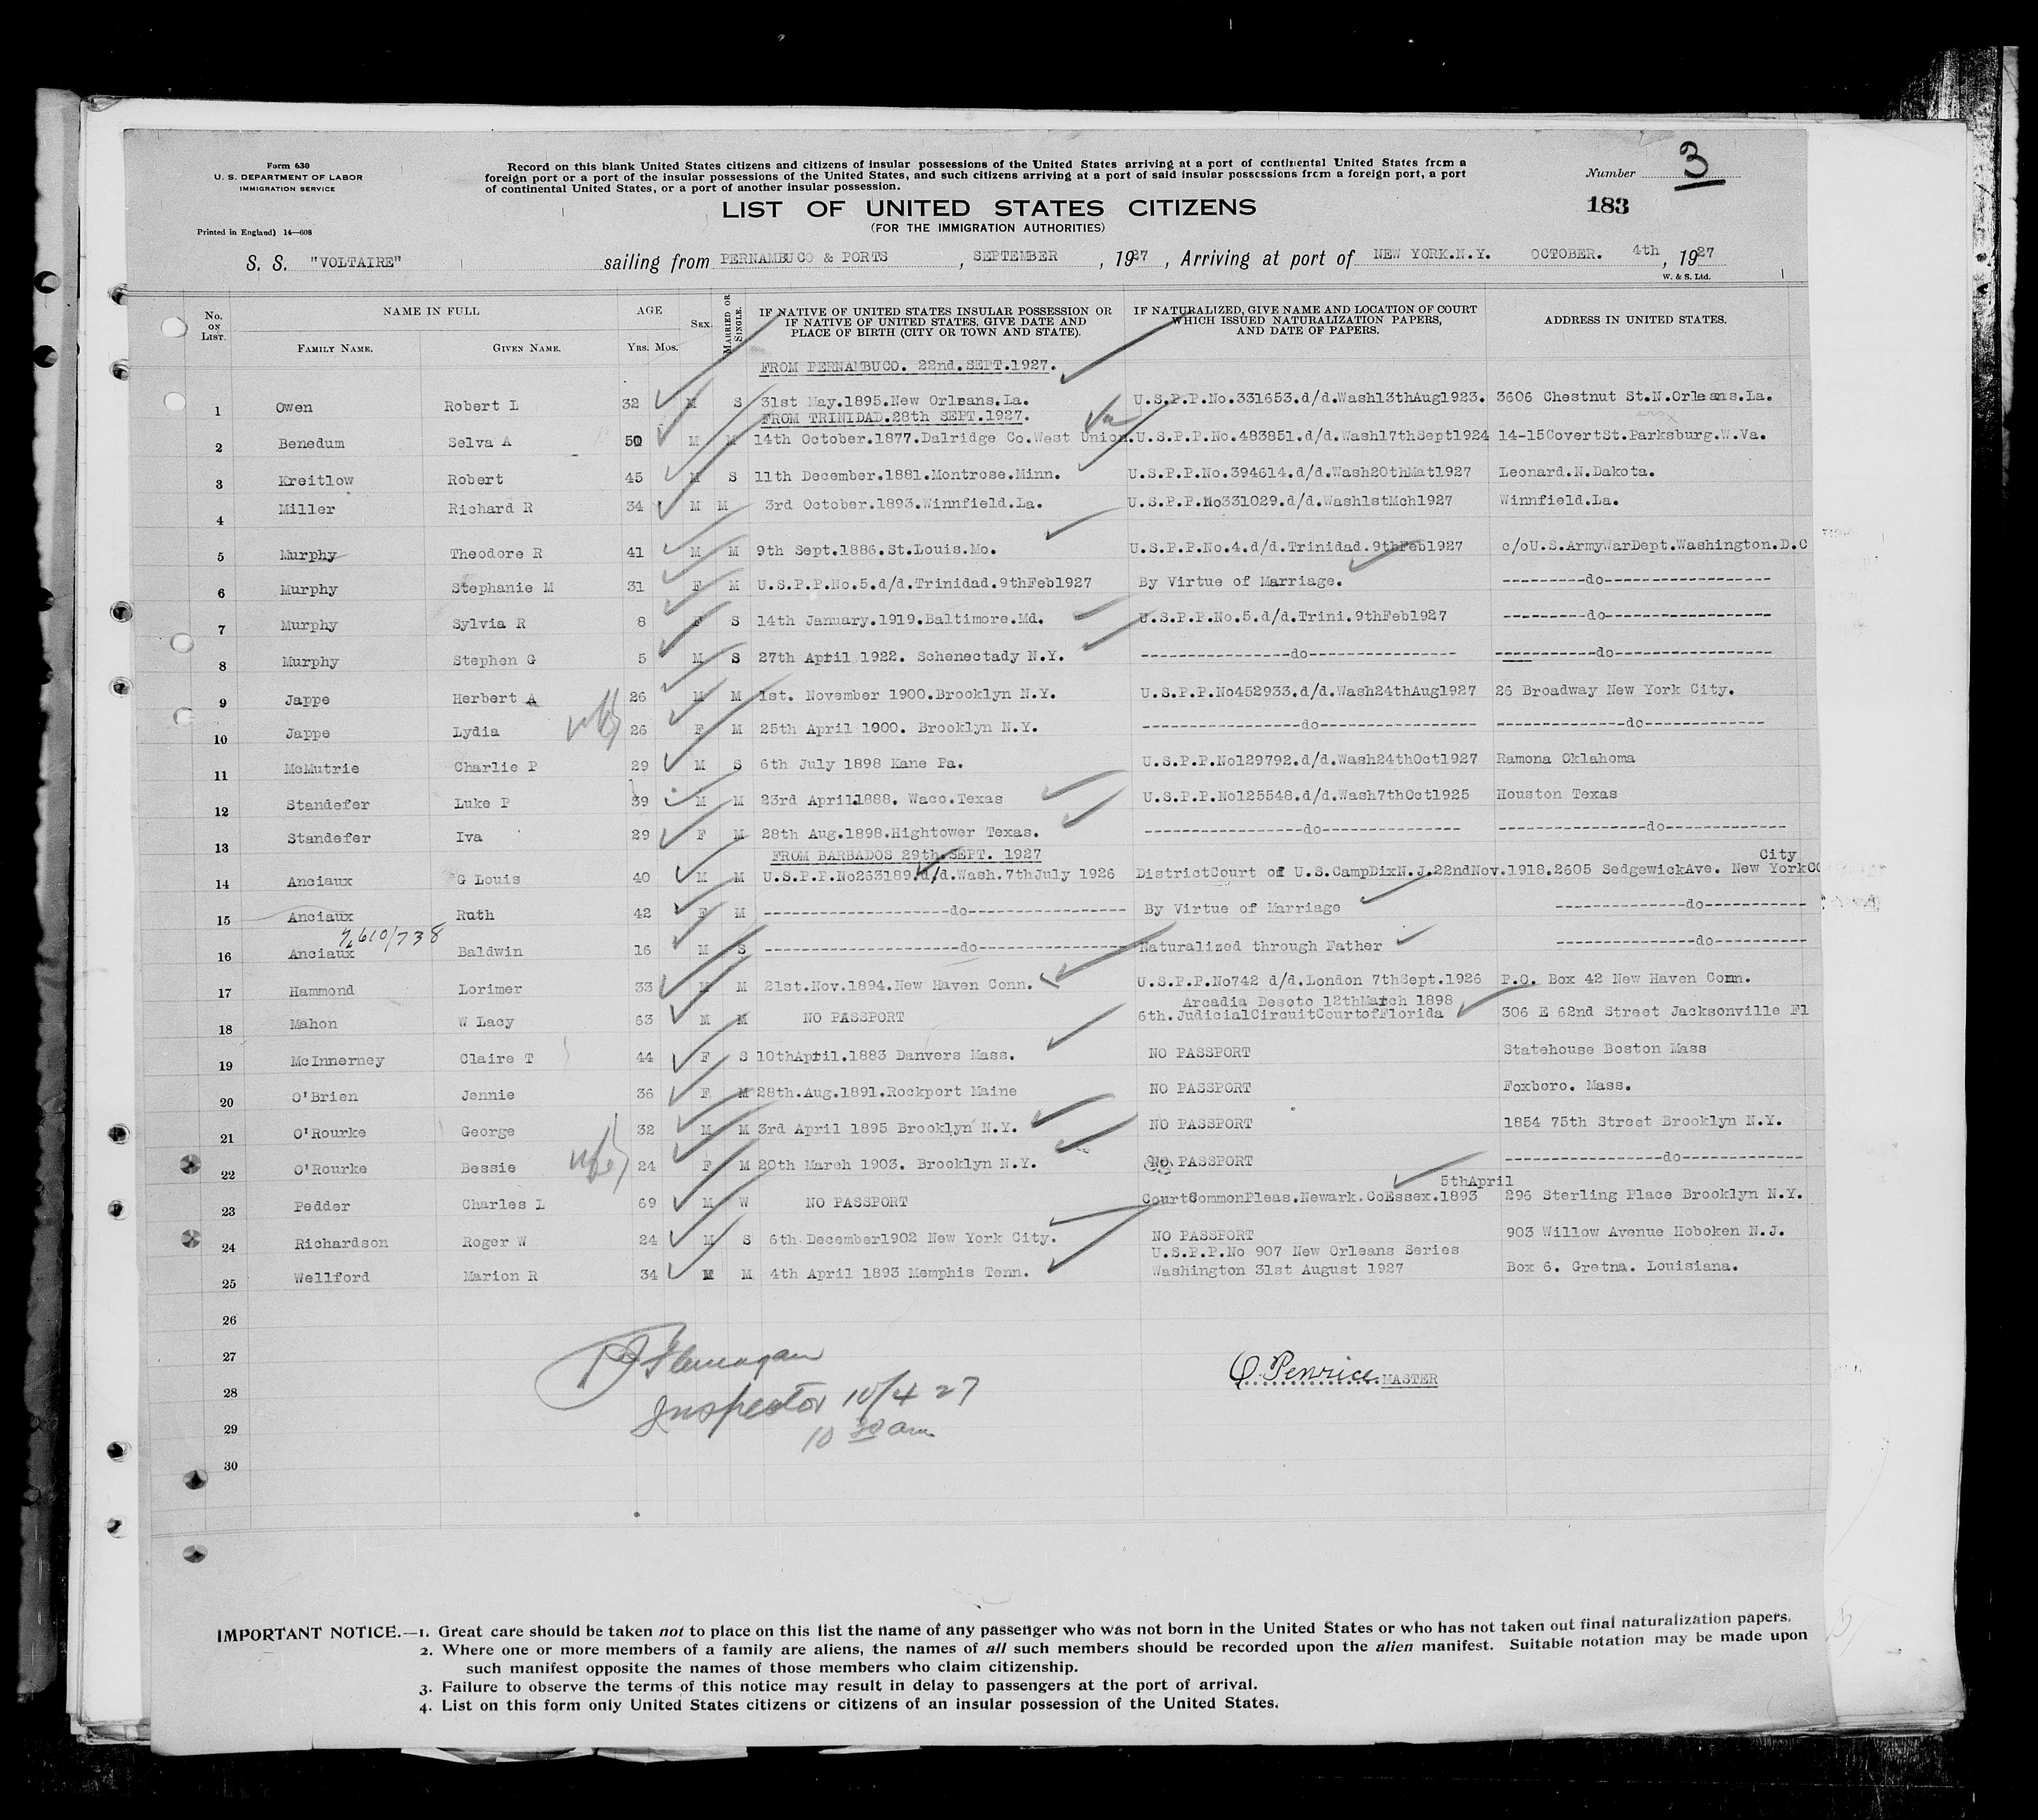 Form 630
U. S. DEPARTMENT OF LABOR
IMMIGRATION SERVICE
Printed in England) 14—608
Record on this blank United States citizens and citizens of insular possessions of the United States arriving at a port of continental United States from a
foreign port or a port of the insular possessions of the United States, and such citizens arriving at a port of said insular possessions from a foreign port, a port
of continental United States, or a port of another insular possession.
Number 3
183
LIST OF UNITED STATES CITIZENS
(FOR THE IMMIGRATION AUTHORITIES)
S. S. "VOLTAIRE" sailing from PERNAMBUCO & PORTS, SEPTEMBER, 1927, Arriving at port of NEW YORK.N.Y. OCTOBER. 4th, 1927
W. & S. Ltd.
No. ON LIST. NAME IN FULL FAMILY NAME. GIVEN NAME. AGE YRS. MOS. SEX. MARRIED OR SINGLE. IF NATIVE OF UNITED STATES INSULAR POSSESSION OR IF NATIVE OF UNITED STATES, GIVE DATE AND PLACE OF BIRTH (CITY OR TOWN AND STATE). IF NATURALIZED, GIVE NAME AND LOCATION OF COURT WHICH ISSUED NATURALIZATION PAPERS, AND DATE OF PAPERS. ADDRESS IN UNITED STATES.
FROM PERNAMBUCO. 22nd.SEPT.1927.
1 Owen Robert L 32 M S 31st May.1895.New Orleans.La. U.S.P.P.No.331653.d/d.Wash13thAug1923. 3606 Chestnut St.N.Orleans.La.
FROM TRINIDAD.28th SEPT.1927.
2 Benedum Selva A 50 M M 14th October.1877.Dalridge Co.West Union. U.S.P.P.No.483851.d/d.Wash17thSept1924 14-15CovertSt.Parksburg.W.Va.
3 Kreitlow Robert 45 M S 11th December.1881.Montrose.Minn. U.S.P.P.No.394614.d/d.Wash20thMat1927 Leonard.N.Dakota.
4 Miller Richard R 34 M M 3rd October.1893.Winnfield.La. U.S.P.P.No331029.d/d.Wash1stMch1927 Winnfield.La.
5 Murphy Theodore R 41 M M 9th Sept.1886.St.Louis.Mo. U.S.P.P.No.4.d/d.Trinidad.9thFeb1927 c/oU.S.ArmyWarDept.Washington.D.C
6 Murphy Stephanie M 31 F M U.S.P.P.No.5.d/d.Trinidad.9thFeb1927 By Virtue of Marriage. ---------do------------------
7 Murphy Sylvia R 8 F S 14th January.1919.Baltimore.Md. U.S.P.P.No.5.d/d.Trini.9thFeb1927 ---------do------------------
8 Murphy Stephen G 5 M S 27th April 1922. Schenectady N.Y. -----------------do---------------- -----------do-----------------
9 Jappe Herbert A 26 M M 1st. November 1900.Brooklyn N.Y. U.S.P.P.No452933.d/d.Wash24thAug1927 26 Broadway New York City.
10 Jappe Lydia 26 F M 25th April 1900. Brooklyn N.Y. ------------------do----------------- --------------do-------------
11 McMutrie Charlie P 29 M S 6th July 1898 Kane Pa. U.S.P.P.No129792.d/d.Wash24thOct1927 Ramona Oklahoma
12 Standefer Luke P 39 M M 23rd April.1888. Waco.Texas U.S.P.P.No125548.d/d.Wash7thOct1925 Houston Texas
13 Standefer Iva 29 F M 28th Aug.1898.Hightower Texas. ------------------do---------------- ----------------do-------------
FROM BARBADOS 29th.SEPT. 1927
City
14 Anciaux G Louis 40 M M U.S.P.P.No263189.d/d.Wash.7thJuly 1926 DistrictCourt of U.S.CampDixN.J.22ndNov.1918. 2605 SedgewickAve. New York
15 Anciaux Ruth 42 F M --------------------do----------------- By Virtue of Marriage --------------do-----------
7,610/738
16 Anciaux Baldwin 16 M S ---------------------do---------------- Naturalized through Father ---------------do----------
17 Hammond Lorimer 33 M M 21st.Nov.1894.New Haven Conn. U.S.P.P.No742 d/d.London 7thSept.1926 P.O. Box 42 New Haven Conn.
Arcadia Desoto 12thMarch 1898
18 Mahon W Lacy 63 M M NO PASSPORT 6th.JudicialCircuitCourtofFlorida 306 E 62nd Street Jacksonville Fl
19 McInnerney Claire T 44 F S 10thApril.1883 Danvers Mass. NO PASSPORT Statehouse Boston Mass
20 O'Brien Jennie 36 F M 28th.Aug.1891.Rockport Maine NO PASSPORT Foxboro. Mass.
21 O'Rourke George 32 M M 3rd April 1895 Brooklyn N.Y. NO PASSPORT 1854 75th Street Brooklyn N.Y.
22 O'Rourke Bessie 24 F M 20th March 1903. Brooklyn N.Y. NO PASSPORT -----------------do-------------
5thApril
23 Pedder Charles L 69 M W NO PASSPORT CourtCommonPleas.Newark.CoEssex.1893 296 Sterling Place Brooklyn N.Y.
24 Richardson Roger W 24 M S 6th December1902 New York City. NO PASSPORT 903 Willow Avenue Hoboken N.J.
U.S.P.P.No 907 New Orleans Series
25 Wellford Marion R 34 M 4th April 1893 Memphis Tenn. Washington 31st August 1927 Box 6. Gretna. Louisiana.
26
27
28
29
30
Flannagan
Inspector 10/4 27
10 30 am
Penrice. MASTER
IMPORTANT NOTICE.—1. Great care should be taken not to place on this list the name of any passenger who was not born in the United States or who has not taken out final naturalization papers.
2. Where one or more members of a family are aliens, the names of all such members should be recorded upon the alien manifest. Suitable notation may be made upon
such manifest opposite the names of those members who claim citizenship.
3. Failure to observe the terms of this notice may result in delay to passengers at the port of arrival.
4. List on this form only United States citizens or citizens of an insular possession of the United States.